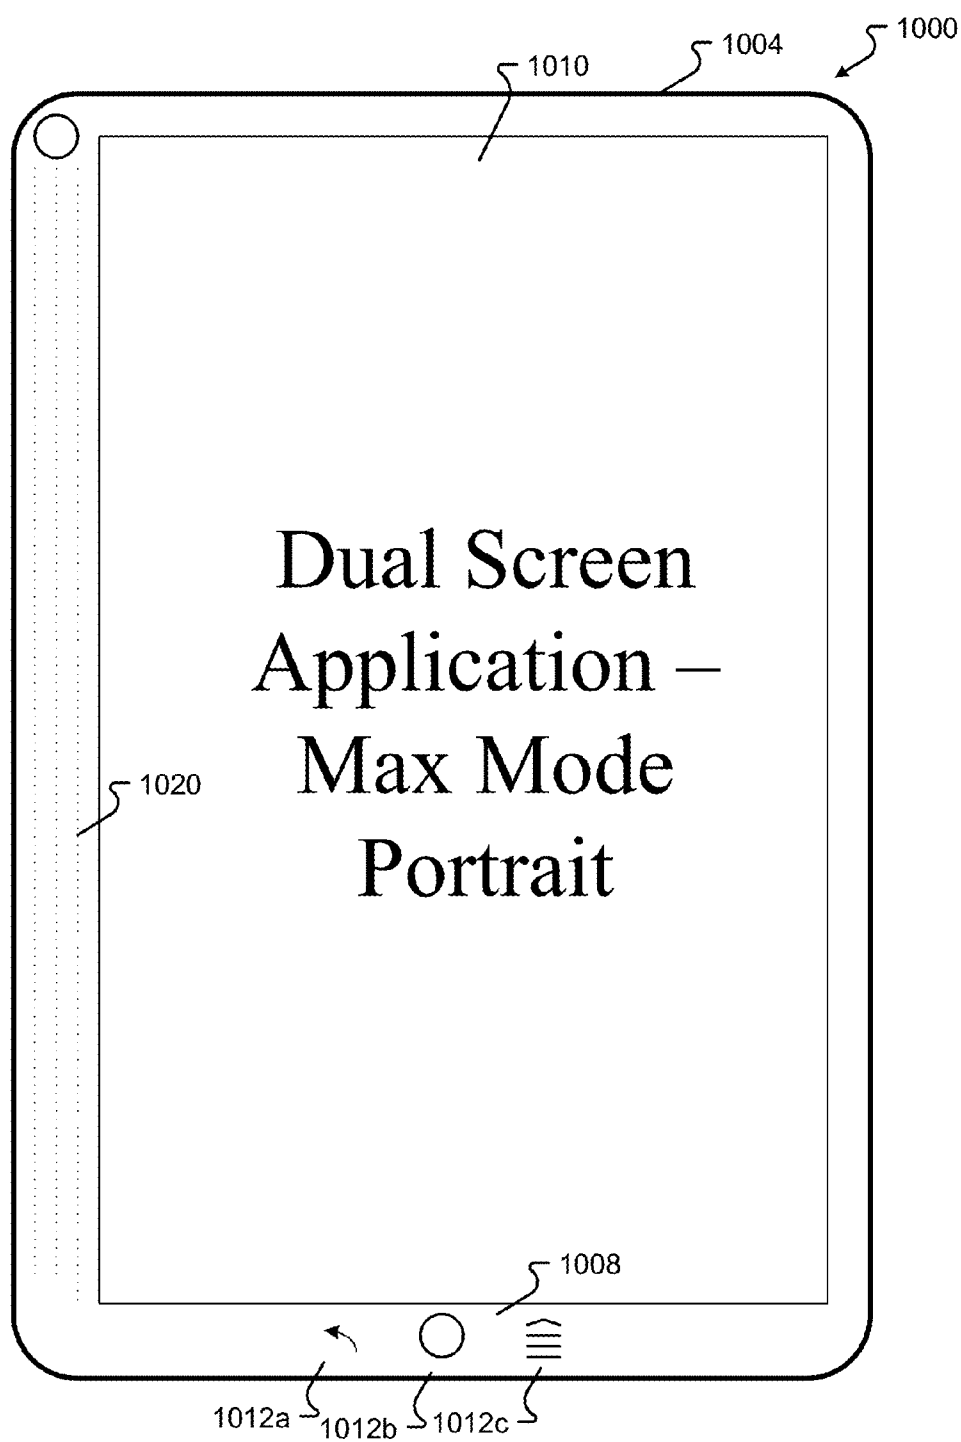 1000
1004
1010
Dual Screen
Application –
Max Mode
Portrait
1020
1008
1012a
1012b
1012c